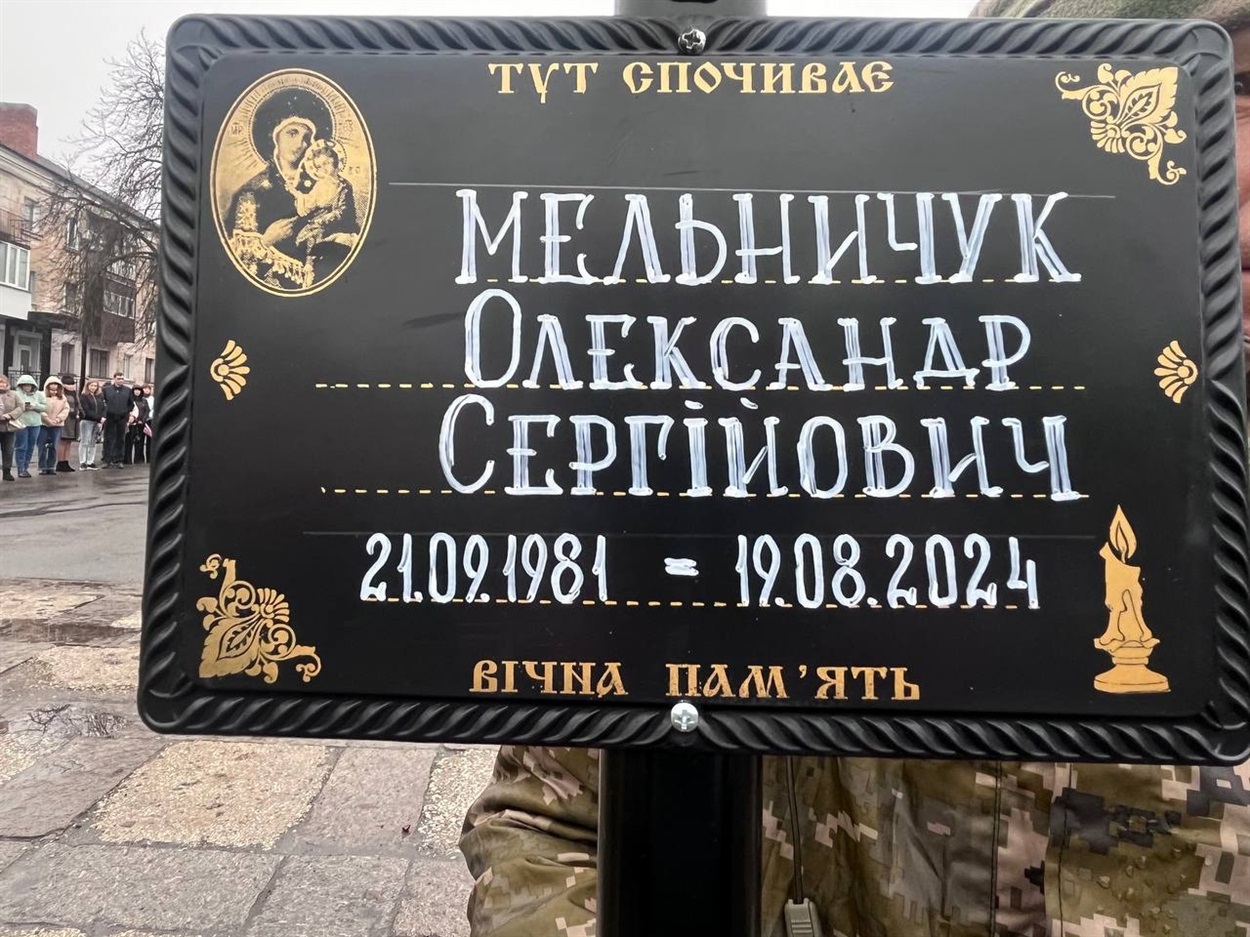 ТУТ СПОЧИВАЄ
МЕЛЬНИЧУК
ОЛЕКСАНДР
СЕРГІЙОВИЧ
21.09.1981 = 19.08.2024
ВІЧНА ПАМ'ЯТЬ